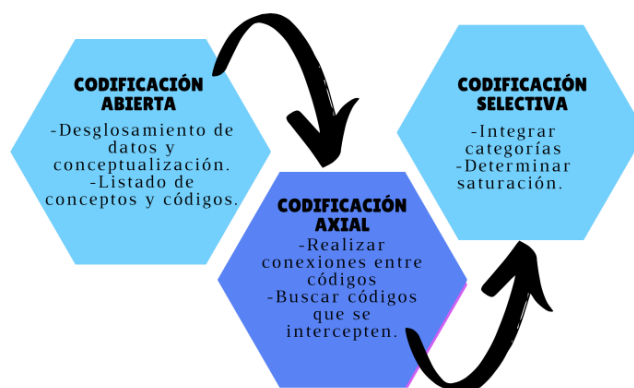 CODIFICACIÓN
ABIERTA
-Desglosamiento de
datos y
conceptualización.
-Listado de
conceptos y códigos.
CODIFICACIÓN
AXIAL
-Realizar
conexiones entre
códigos
-Buscar códigos
que se
intercepten.
CODIFICACIÓN
SELECTIVA
-Integrar
categorías
-Determinar
saturación.